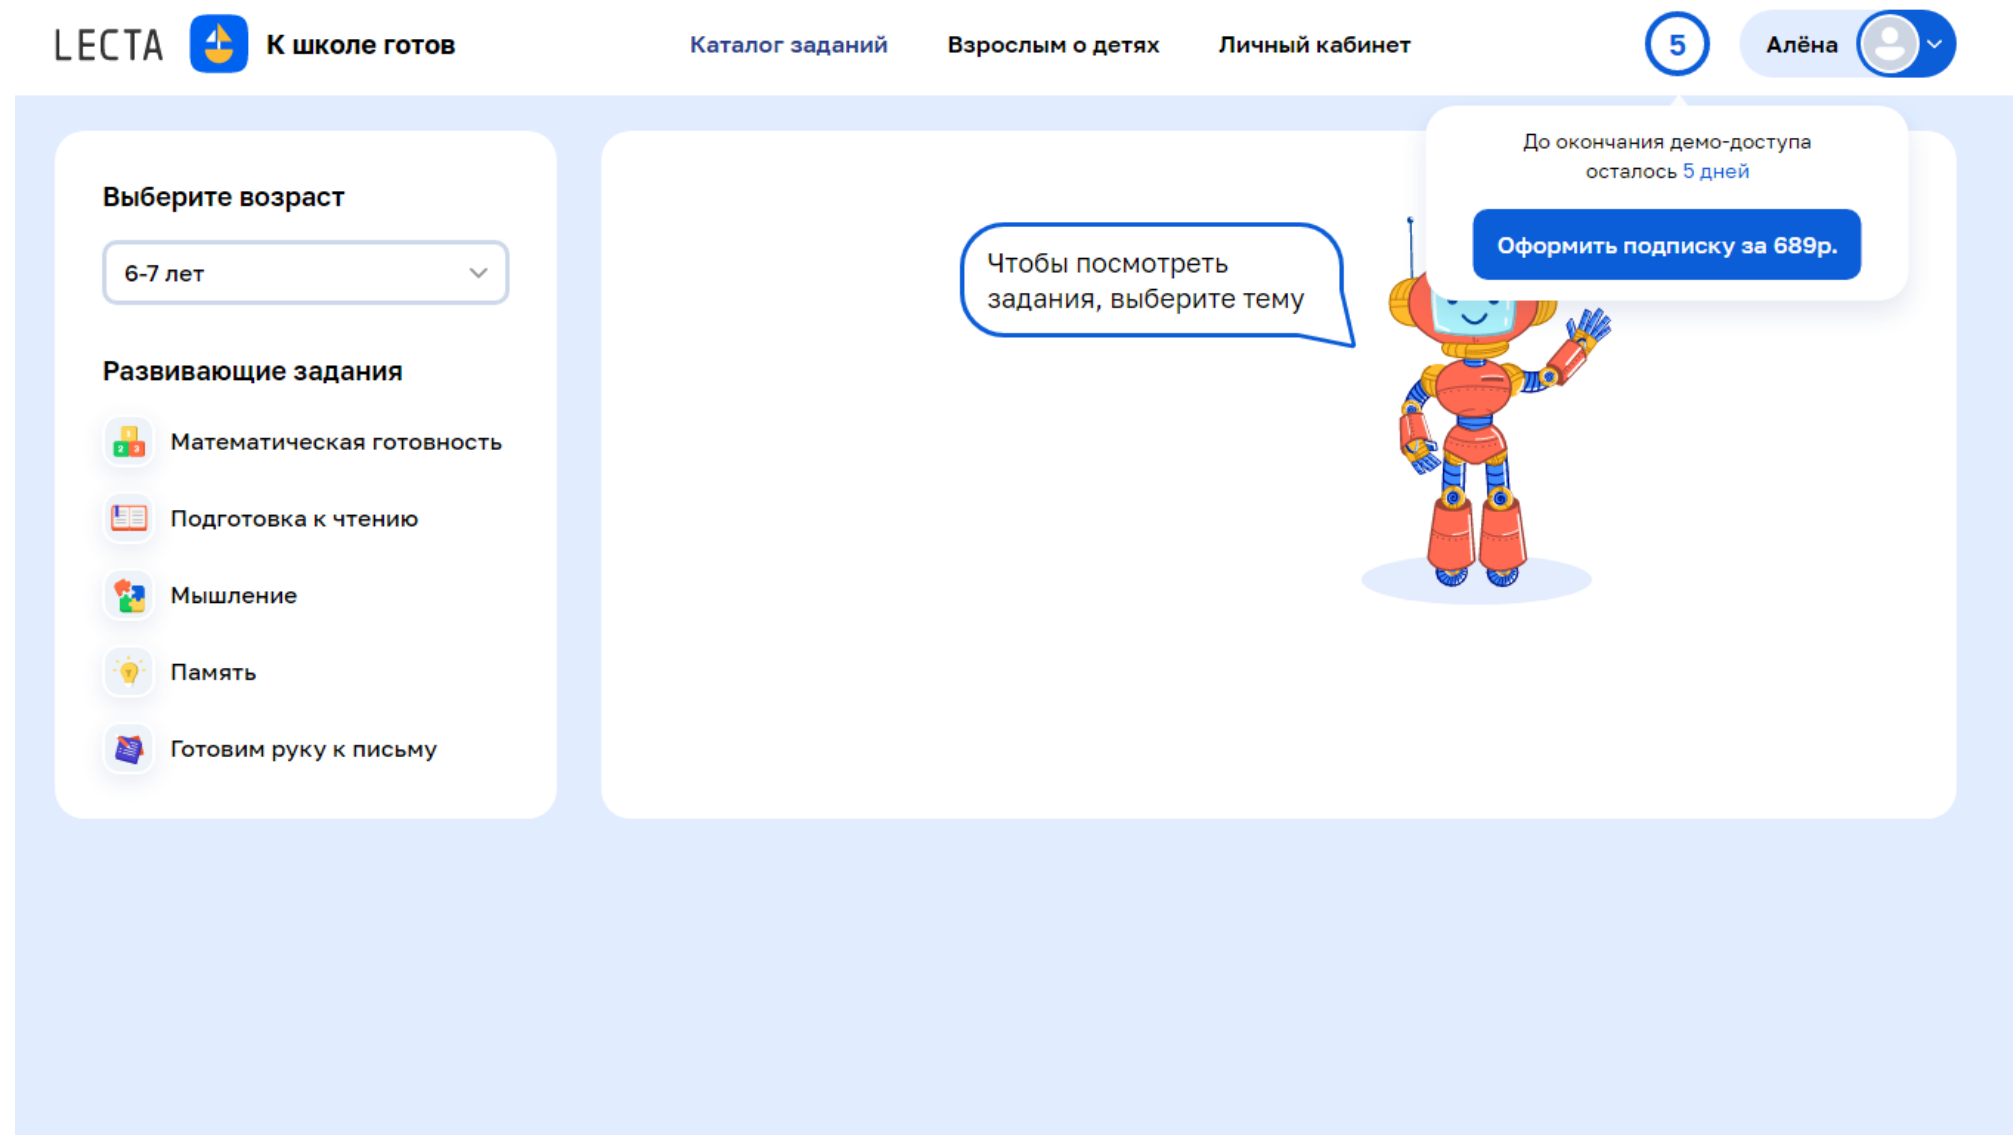 LECTA К школе готов Каталог заданий Взрослым о детях Личный кабинет 5 Алёна
До окончания демо-доступа
осталось 5 дней
Оформить подписку за 689р.
Выберите возраст
6-7 лет
Развивающие задания
Математическая готовность
Подготовка к чтению
Мышление
Память
Готовим руку к письму
Чтобы посмотреть
задания, выберите тему